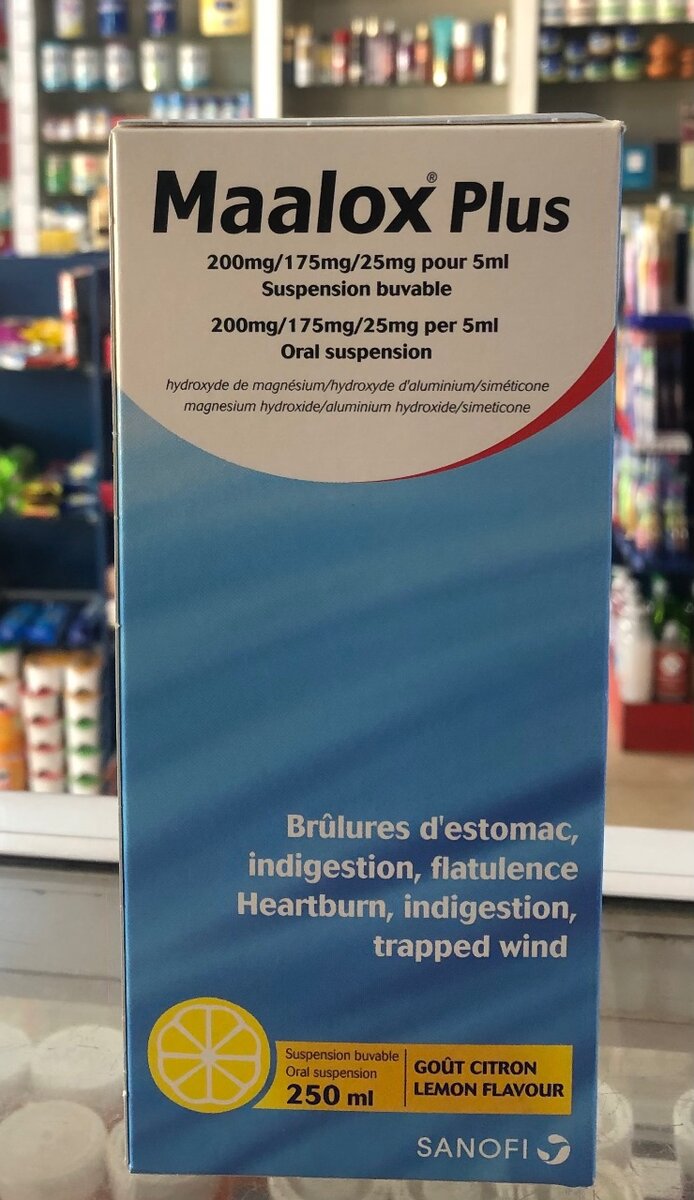 Maalox® Plus
200mg/175mg/25mg pour 5ml
Suspension buvable
200mg/175mg/25mg per 5ml
Oral suspension
hydroxyde de magnésium/hydroxyde d'aluminium/siméticone
magnesium hydroxide/aluminium hydroxide/simeticone
Brûlures d'estomac,
indigestion, flatulence
Heartburn, indigestion,
trapped wind
Suspension buvable
Oral suspension
250 ml
GOÛT CITRON
LEMON FLAVOUR
SANOFI